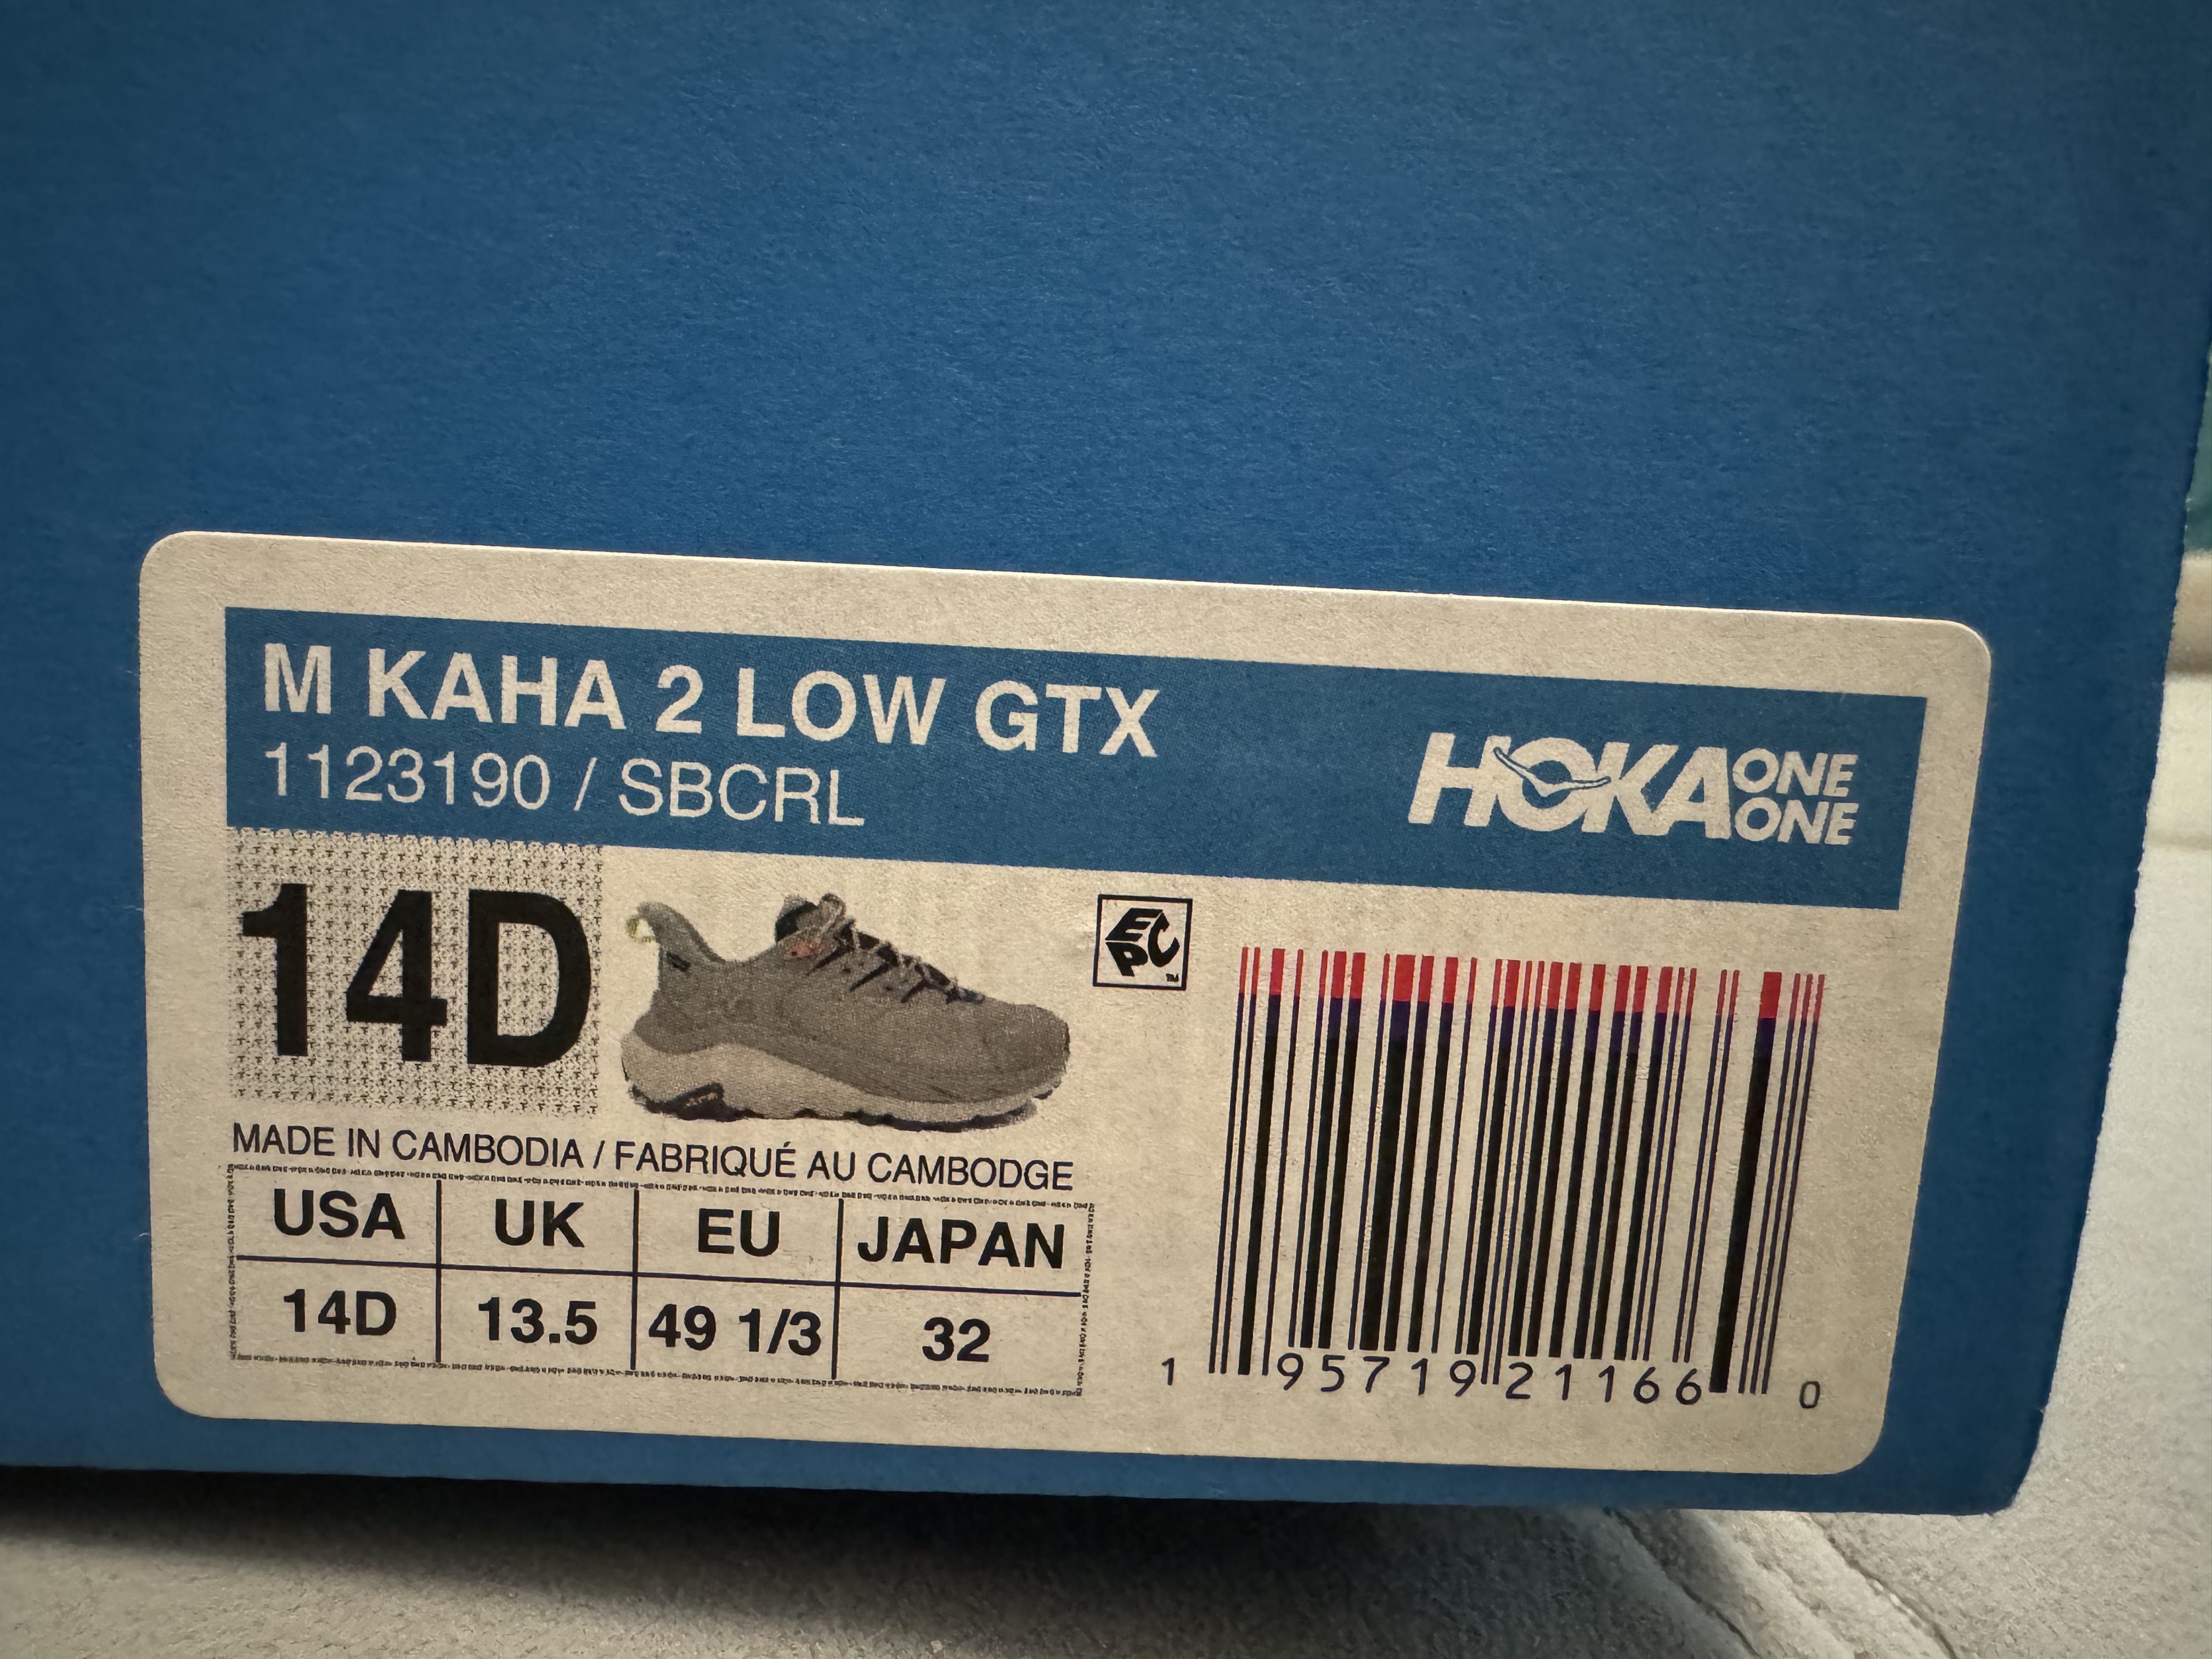 M KAHA 2 LOW GTX
1123190 / SBCRL
HOKA ONE ONE
14D
EPC™
MADE IN CAMBODIA / FABRIQUÉ AU CAMBODGE
USA UK EU JAPAN
14D 13.5 49 1/3 32
1 95719 21166 0